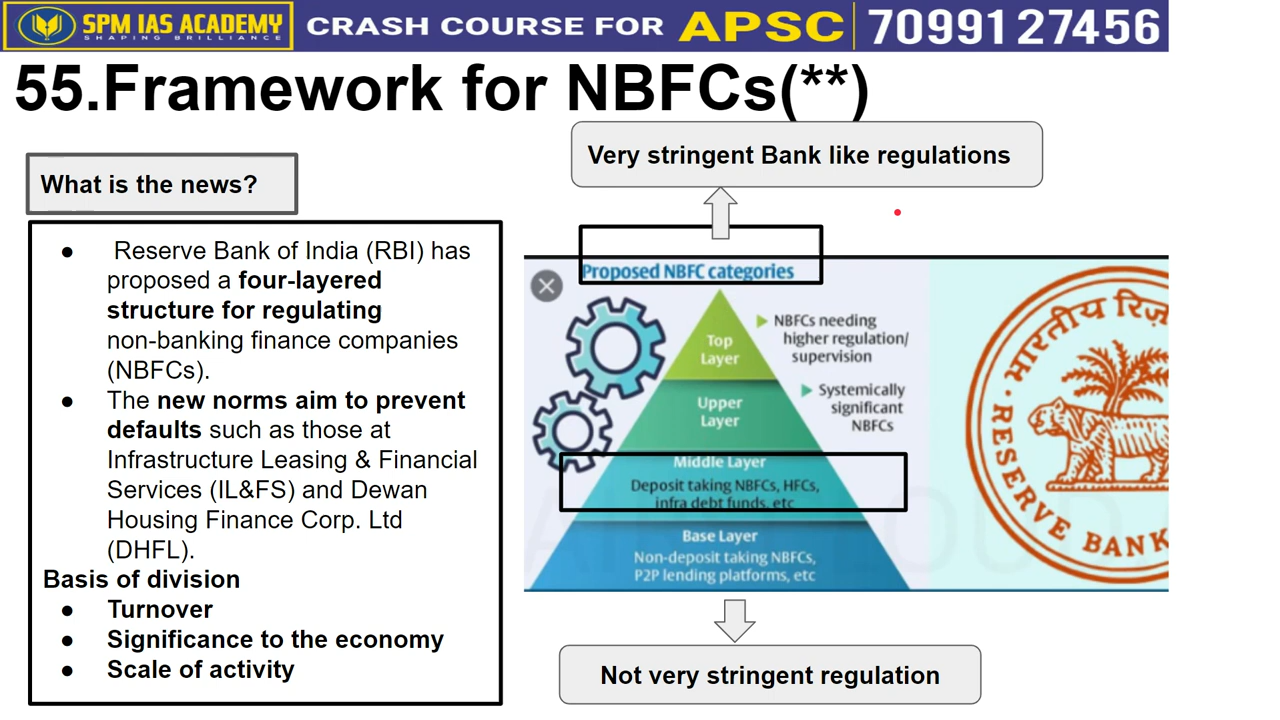 SPM IAS ACADEMY
SHAPING BRILLIANCE
CRASH COURSE FOR APSC
70991 27456
55.Framework for NBFCs(**)
What is the news?
● Reserve Bank of India (RBI) has
proposed a four-layered
structure for regulating
non-banking finance companies
(NBFCs).
● The new norms aim to prevent
defaults such as those at
Infrastructure Leasing & Financial
Services (IL&FS) and Dewan
Housing Finance Corp. Ltd
(DHFL).
Basis of division
● Turnover
● Significance to the economy
● Scale of activity
Very stringent Bank like regulations
Proposed NBFC categories
Top
Layer
NBFCs needing
higher regulation/
supervision
Upper
Layer
Systemically
significant
NBFCs
Middle Layer
Deposit taking NBFCs, HFCs,
infra debt funds, etc
Base Layer
Non-deposit taking NBFCs,
P2P lending platforms, etc
Not very stringent regulation
भारतीय रिज़
RESERVE BANK